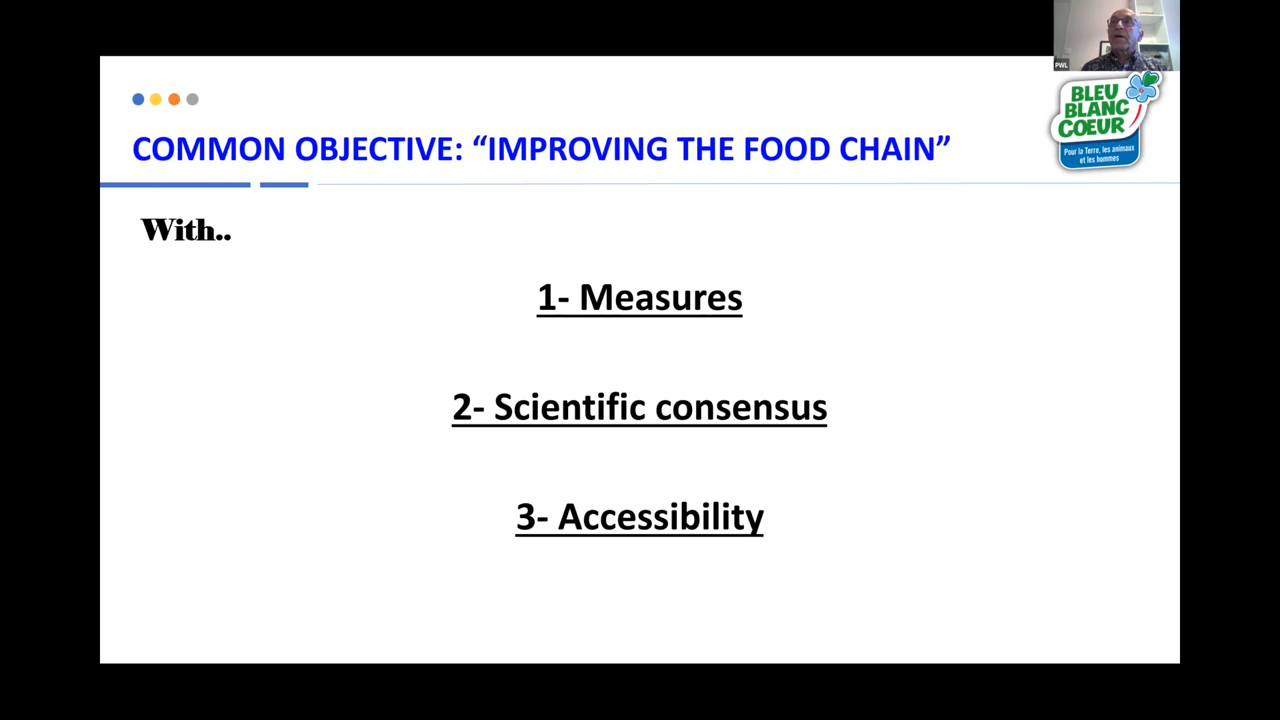 PWL
BLEU
BLANC
COEUR
Pour la Terre, les animaux
et les hommes
COMMON OBJECTIVE: “IMPROVING THE FOOD CHAIN”
With..
1- Measures
2- Scientific consensus
3- Accessibility